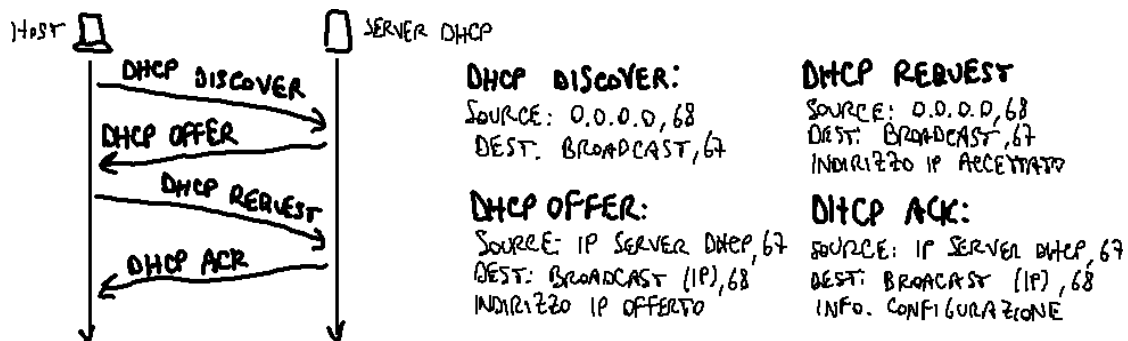 HOST
SERVER DHCP
DHCP DISCOVER
DHCP OFFER
DHCP REQUEST
DHCP ACK
DHCP DISCOVER:
SOURCE: 0.0.0.0,68
DEST. BROADCAST,67
DHCP OFFER:
SOURCE: IP SERVER DHCP,67
DEST: BROADCAST (IP),68
INDIRIZZO IP OFFERTO
DHCP REQUEST
SOURCE: 0.0.0.0,68
DEST: BROADCAST,67
INDIRIZZO IP ACCETTATO
DHCP ACK:
SOURCE: IP SERVER DHCP,67
DEST: BROACAST (IP),68
INFO. CONFIGURAZIONE